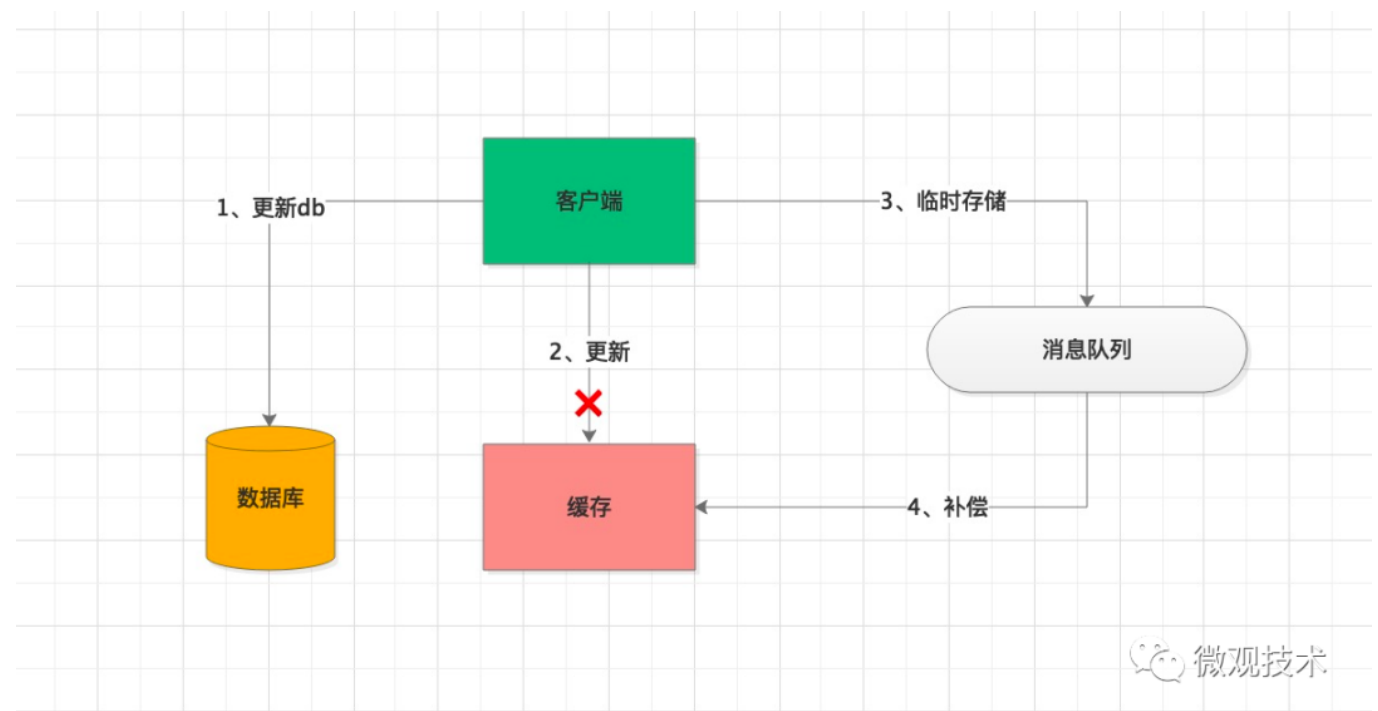 客户端
1、更新db
3、临时存储
2、更新
消息队列
数据库
缓存
4、补偿
微观技术